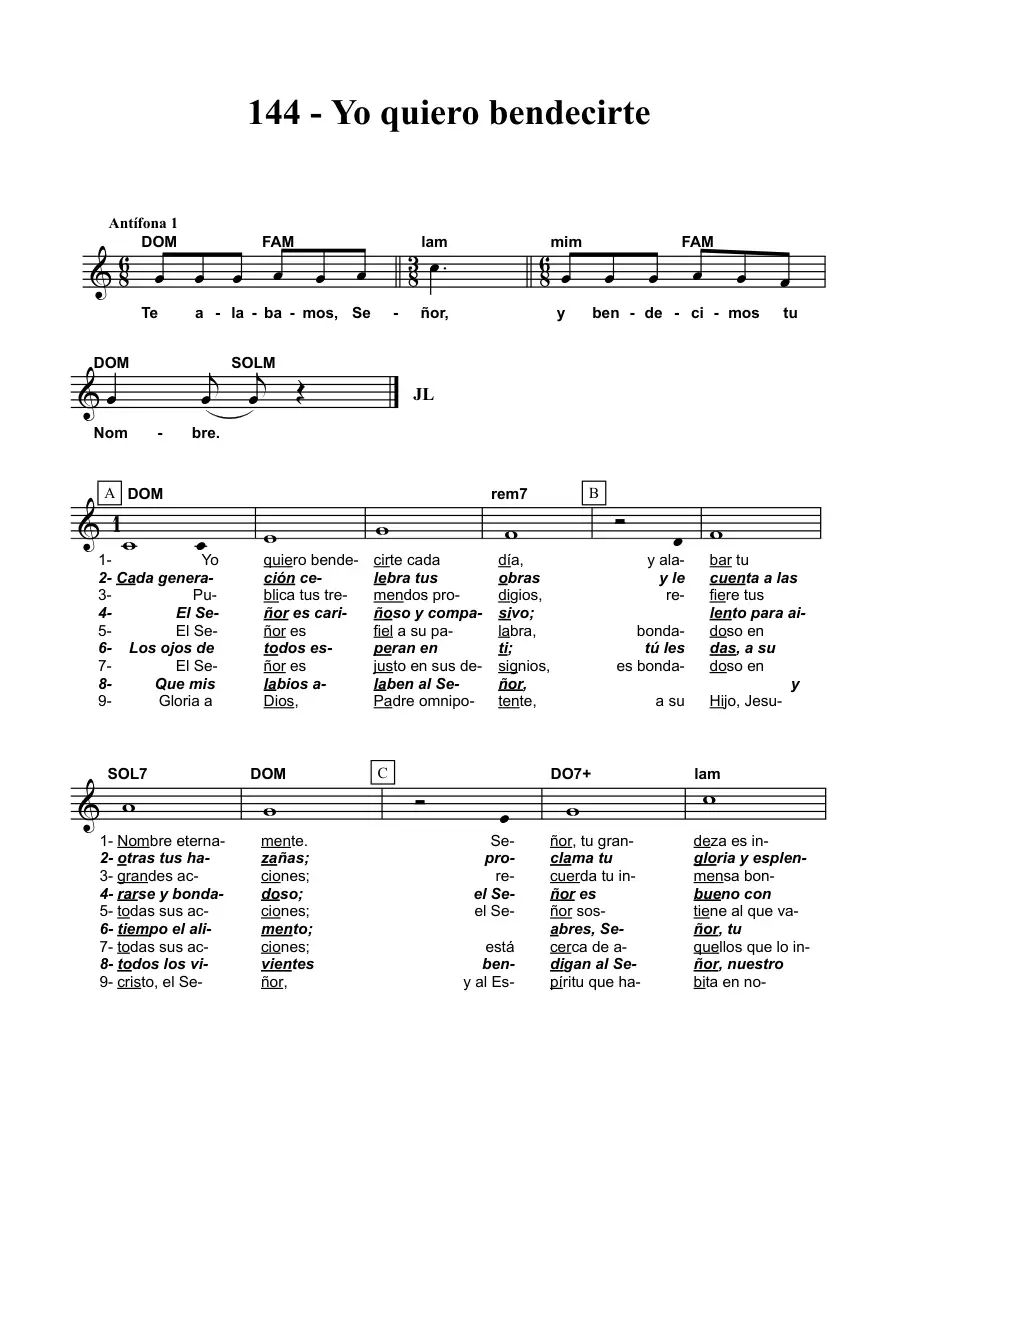 144 - Yo quiero bendecirte
Antífona 1
DOM FAM lam mim FAM
6 8 3 8 6 8
Te a - la - ba - mos, Se - ñor, y ben - de - ci - mos tu
DOM SOLM
JL
Nom - bre.
A DOM rem7 B
1
1- Yo quiero bende- cirte cada día, y ala- bar tu
2- Cada genera- ción ce- lebra tus obras y le cuenta a las
3- Pu- blica tus tre- mendos pro- digios, re- fiere tus
4- El Se- ñor es cari- ñoso y compa- sivo; lento para ai-
5- El Se- ñor es fiel a su pa- labra, bonda- doso en
6- Los ojos de todos es- peran en ti; tú les das, a su
7- El Se- ñor es justo en sus de- signios, es bonda- doso en
8- Que mis labios a- laben al Se- ñor, y
9- Gloria a Dios, Padre omnipo- tente, a su Hijo, Jesu-
SOL7 DOM C DO7+ lam
1- Nombre eterna- mente. Se- ñor, tu gran- deza es in-
2- otras tus ha- zañas; pro- clama tu gloria y esplen-
3- grandes ac- ciones; re- cuerda tu in- mensa bon-
4- rarse y bonda- doso; el Se- ñor es bueno con
5- todas sus ac- ciones; el Se- ñor sos- tiene al que va-
6- tiempo el ali- mento; abres, Se- ñor, tu
7- todas sus ac- ciones; está cerca de a- quellos que lo in-
8- todos los vi- vientes ben- digan al Se- ñor, nuestro
9- cristo, el Se- ñor, y al Es- píritu que ha- bita en no-